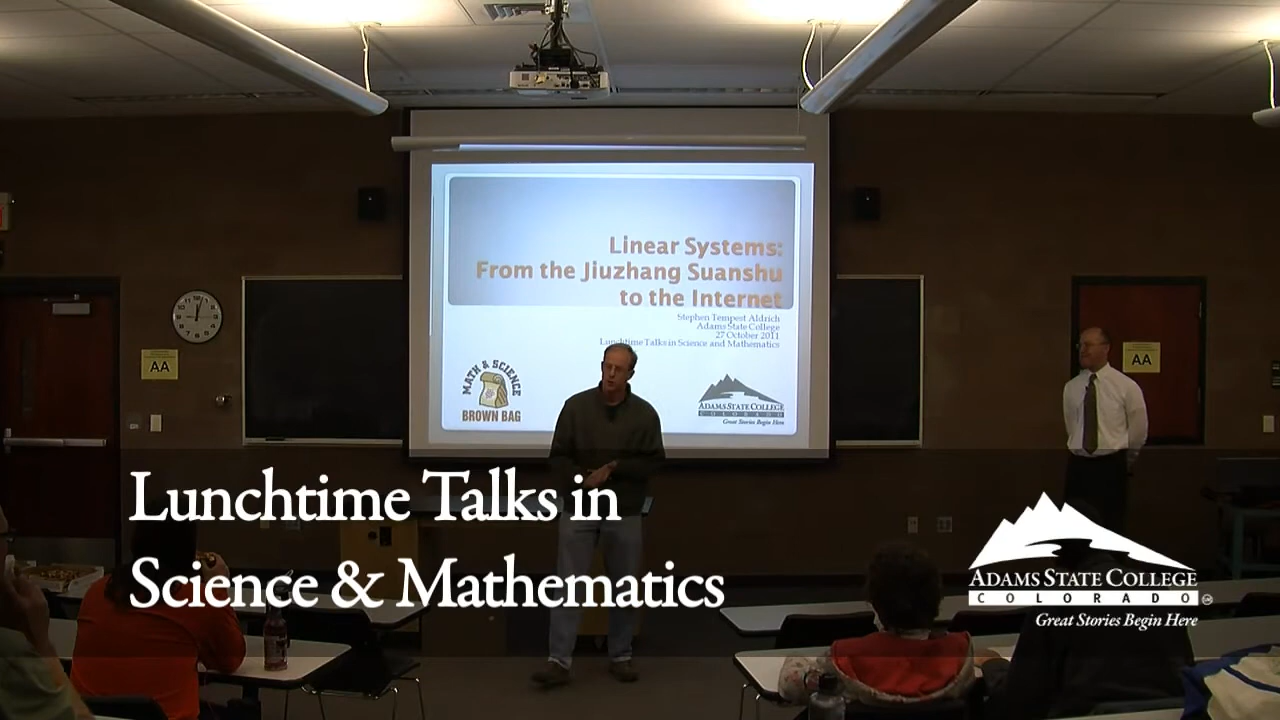 Linear Systems:
From the Jiuzhang Suanshu
to the Internet
Stephen Tempest Aldrich
Adams State College
27 October 2011
Lunchtime Talks in Science and Mathematics
MATH & SCIENCE
BROWN BAG
ADAMS STATE COLLEGE
COLORADO
Great Stories Begin Here
AA
AA
Lunchtime Talks in
Science & Mathematics
ADAMS STATE COLLEGE
COLORADO
Great Stories Begin Here